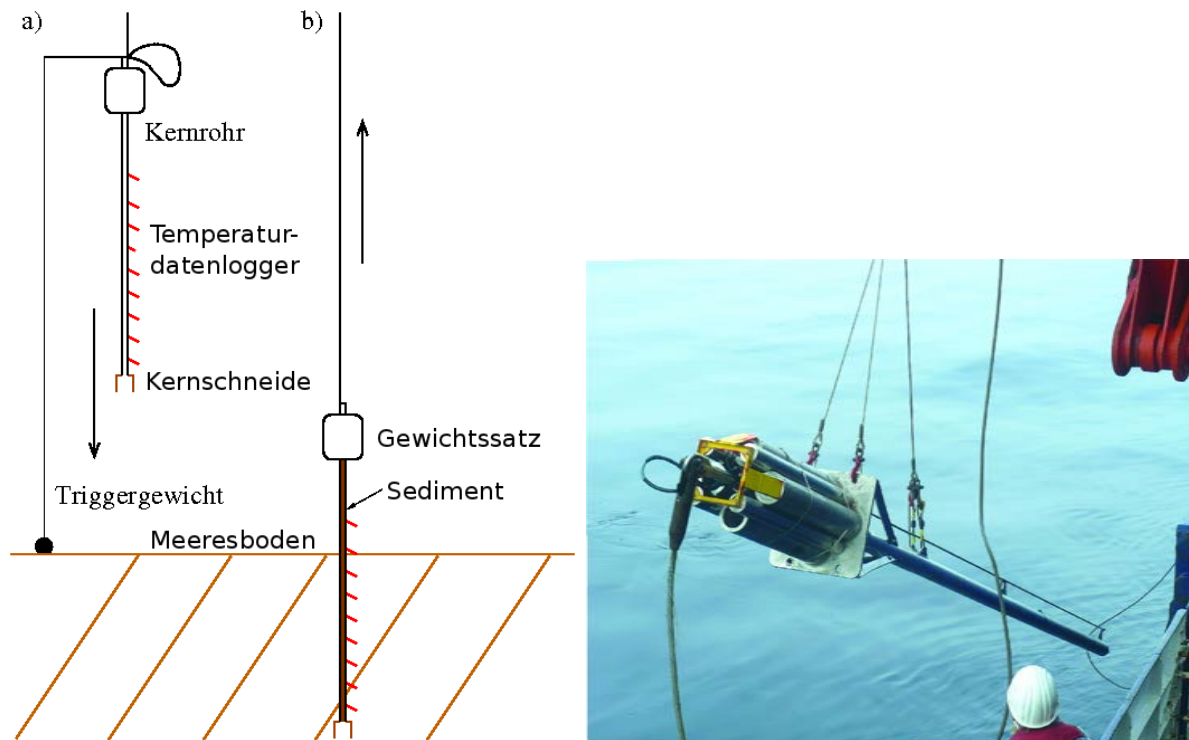 a)
b)
Kernrohr
Temperatur-
datenlogger
Kernschneide
Gewichtssatz
Sediment
Triggergewicht
Meeresboden